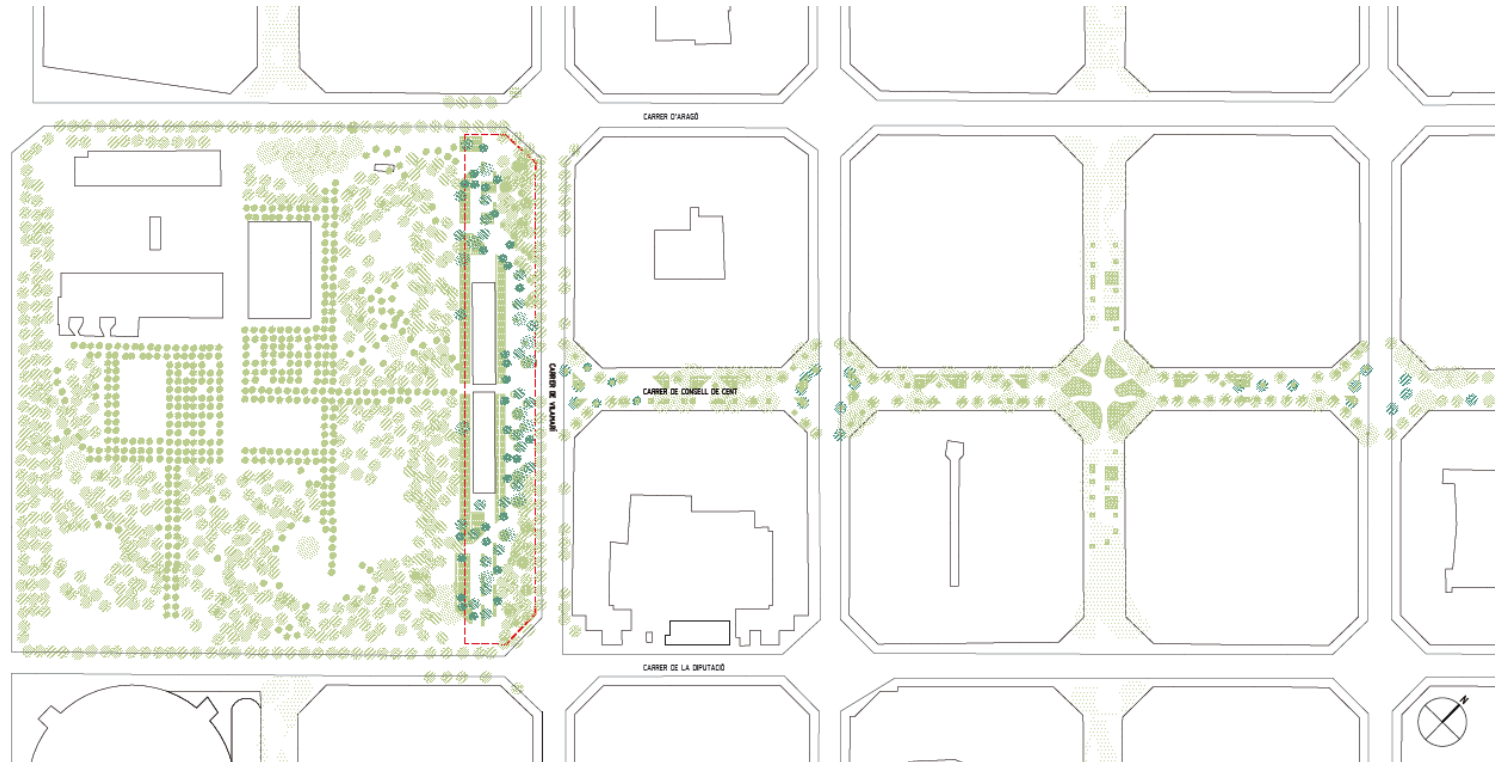 CARRER D'ARAGÓ
CARRER DE VILAMARÍ
CARRER DE CONSELL DE CENT
CARRER DE LA DIPUTACIÓ
N